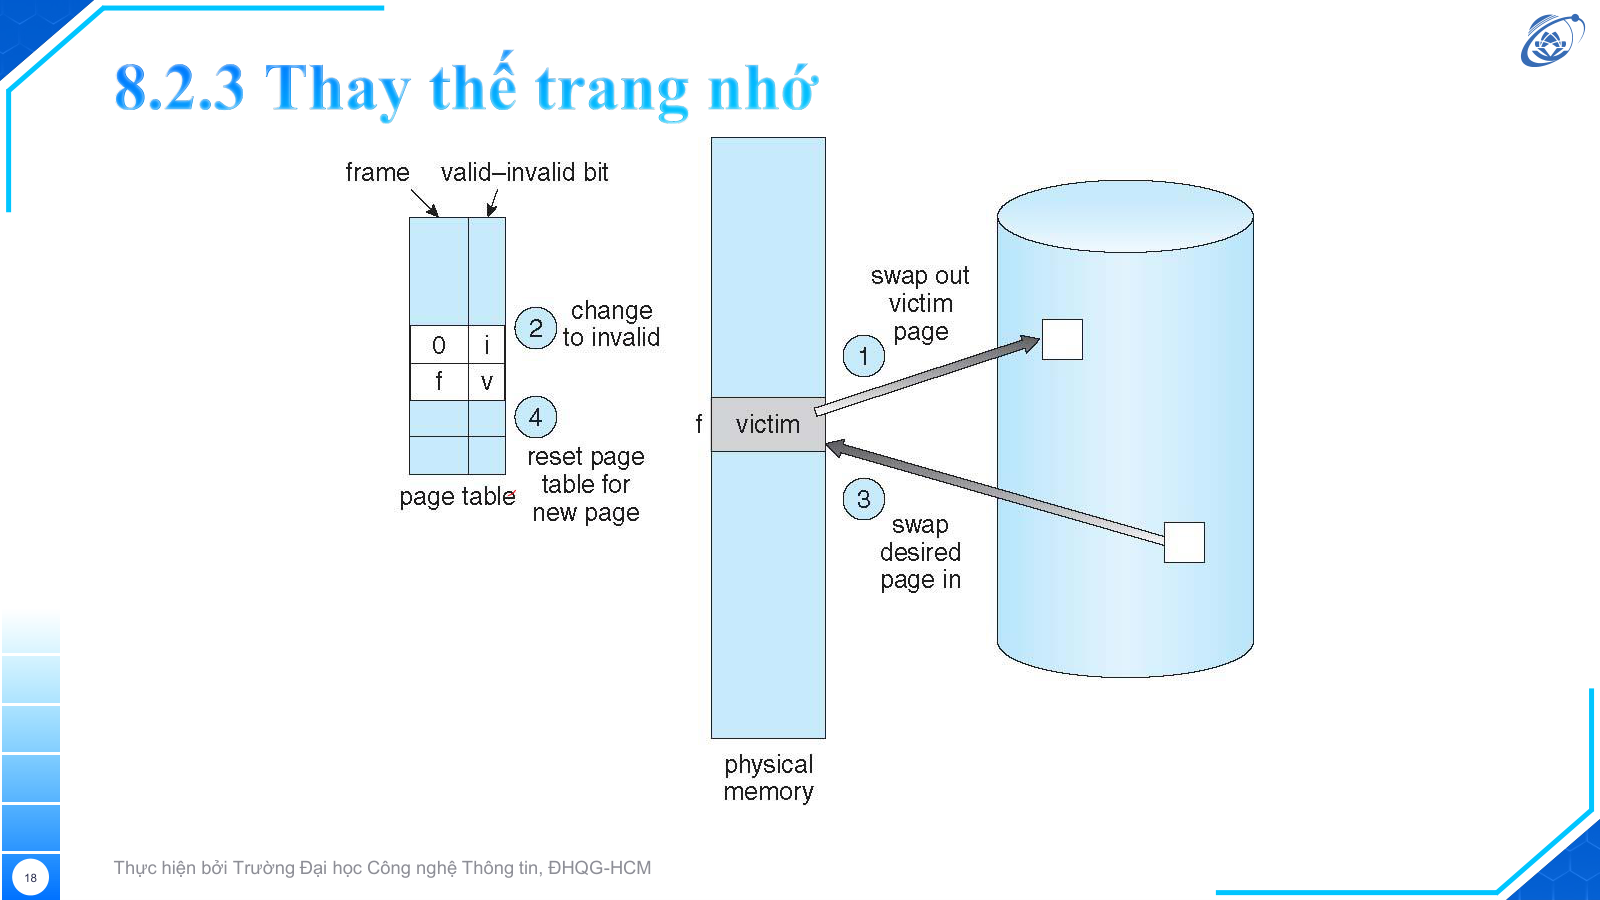 8.2.3 Thay thế trang nhớ
frame
valid–invalid bit
0
i
f
v
page table
2
change
to invalid
4
reset page
table for
new page
f
victim
physical
memory
swap out
victim
page
1
3
swap
desired
page in
Thực hiện bởi Trường Đại học Công nghệ Thông tin, ĐHQG-HCM
18